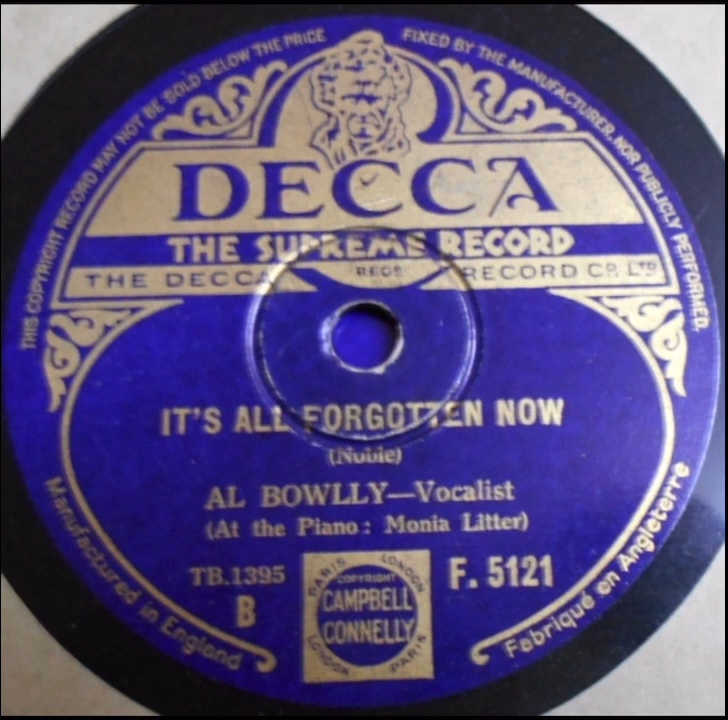 THIS COPYRIGHT RECORD MAY NOT BE SOLD BELOW THE PRICE FIXED BY THE MANUFACTURER, NOR PUBLICLY PERFORMED.
DECCA
THE SUPREME RECORD
THE DECCA REGD RECORD CO. LTD
IT'S ALL FORGOTTEN NOW
(Noble)
AL BOWLLY—Vocalist
(At the Piano: Monia Litter)
TB.1395
B
F. 5121
PARIS LONDON
COPYRIGHT
CAMPBELL
CONNELLY
LONDON PARIS
Manufactured in England
Fabriqué en Angleterre